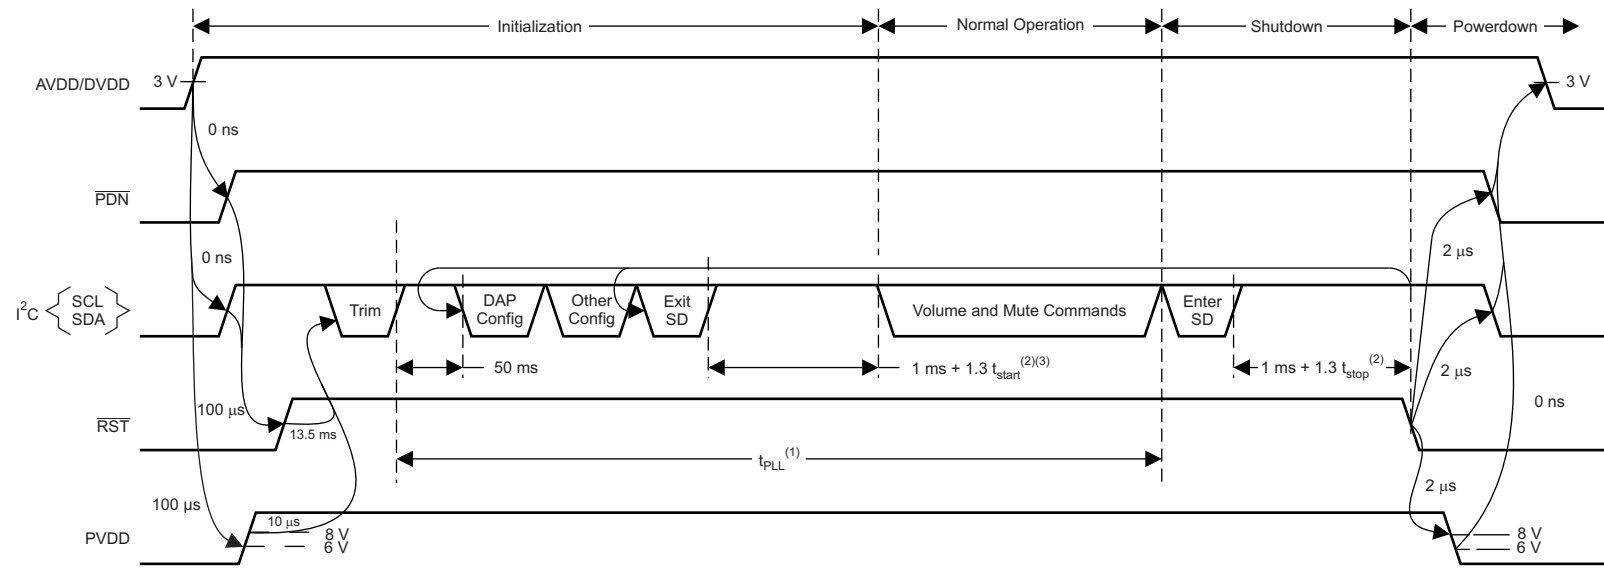 Initialization
Normal Operation
Shutdown
Powerdown
AVDD/DVDD
3 V
3 V
0 ns
PDN
0 ns
2 μs
I²C
SCL
SDA
Trim
DAP
Config
Other
Config
Exit
SD
Volume and Mute Commands
Enter
SD
50 ms
1 ms + 1.3 tstart(2)(3)
1 ms + 1.3 tstop(2)
2 μs
0 ns
RST
100 μs
13.5 ms
tPLL(1)
2 μs
100 μs
10 μs
PVDD
8 V
6 V
8 V
6 V